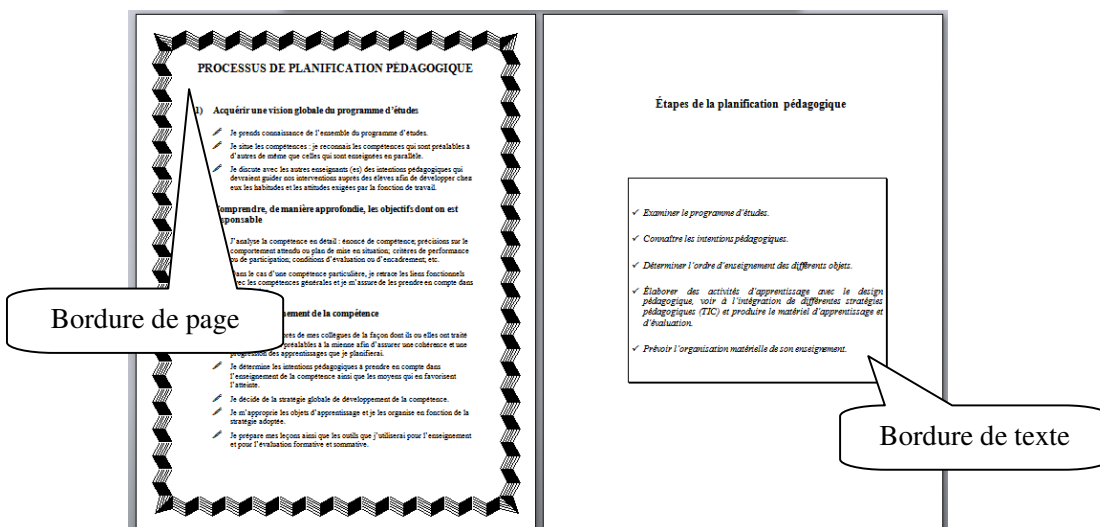 PROCESSUS DE PLANIFICATION PÉDAGOGIQUE
1) Acquérir une vision globale du programme d'études
Je prends connaissance de l'ensemble du programme d'études.
Je situe les compétences : je reconnais les compétences qui sont préalables à
d'autres de même que celles qui sont enseignées en parallèle.
Je discute avec les autres enseignants (es) des intentions pédagogiques qui
devraient guider nos interventions auprès des élèves afin de développer chez
eux les habitudes et les attitudes exigées par la fonction de travail.
Comprendre, de manière approfondie, les objectifs dont on est
responsable
J'analyse la compétence en détail : énoncé de compétence; précisions sur le
comportement attendu ou plan de mise en situation; critères de performance
ou de participation; conditions d'évaluation ou d'encadrement; etc.
Dans le cas d'une compétence particulière, je retrace les liens fonctionnels
avec les compétences générales et je m'assure de les prendre en compte dans
de la compétence
de mes collègues de la façon dont ils ou elles ont traité
préalables à la mienne afin d'assurer une cohérence et une
progression des apprentissages que je planifierai.
Je détermine les intentions pédagogiques à prendre en compte dans
l'enseignement de la compétence ainsi que les moyens qui en favorisent
l'atteinte.
Je décide de la stratégie globale de développement de la compétence.
Je m'approprie les objets d'apprentissage et je les organise en fonction de la
stratégie adoptée.
Je prépare mes leçons ainsi que les outils que j'utiliserai pour l'enseignement
et pour l'évaluation formative et sommative.
Bordure de page
Étapes de la planification pédagogique
✓ Examiner le programme d'études.
✓ Connaître les intentions pédagogiques.
✓ Déterminer l'ordre d'enseignement des différents objets.
✓ Élaborer des activités d'apprentissage avec le design
pédagogique, voir à l'intégration de différentes stratégies
pédagogiques (TIC) et produire le matériel d'apprentissage et
d'évaluation.
✓ Prévoir l'organisation matérielle de son enseignement.
Bordure de texte